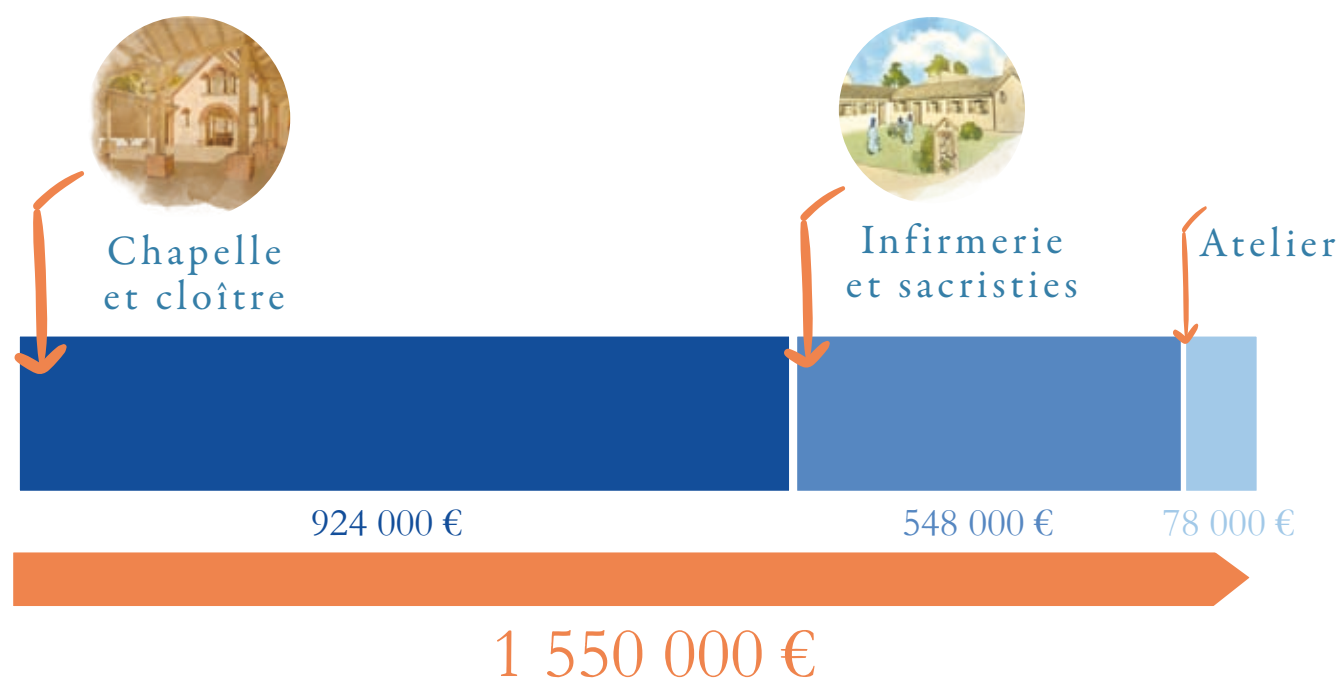 Chapelle
et cloître
Infirmerie
et sacristies
Atelier
924 000 €
548 000 €
78 000 €
1 550 000 €